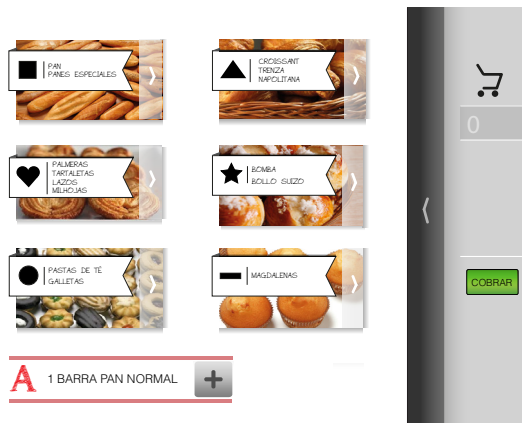 PAN
PANES ESPECIALES
CROISSANT
TRENZA
NAPOLITANA
PALMERAS
TARTALETAS
LAZOS
MILHOJAS
BOMBA
BOLLO SUIZO
PASTAS DE TÉ
GALLETAS
MAGDALENAS
0
COBRAR
A 1 BARRA PAN NORMAL +